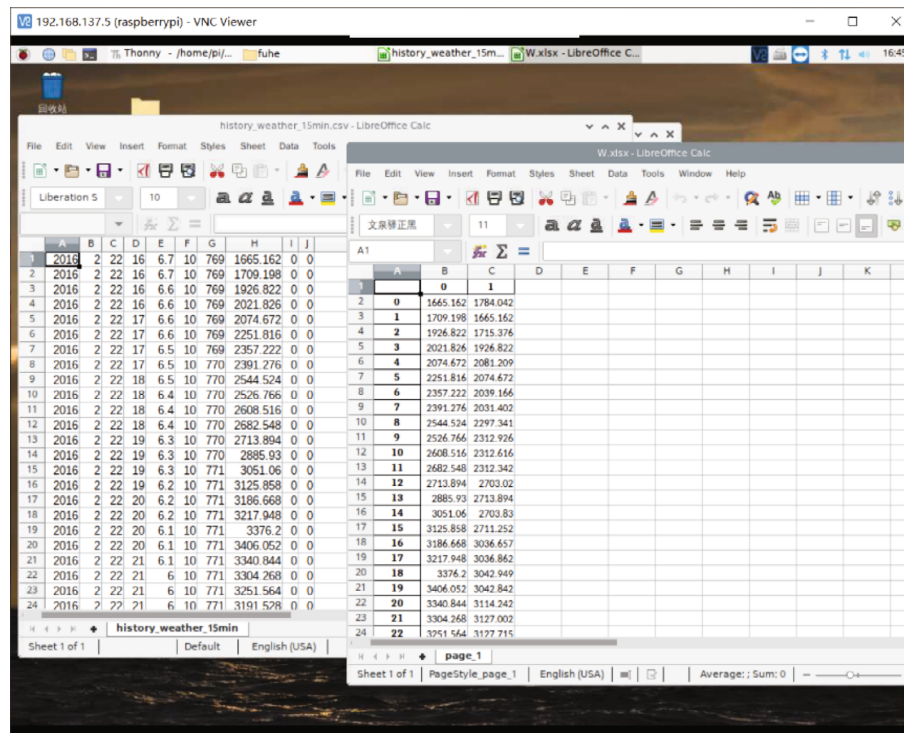 192.168.137.5 (raspberrypi) - VNC Viewer
Thonny - /home/pi/... fuhe history_weather_15m... W.xlsx - LibreOffice C... 16:45
回收站
history_weather_15min.csv - LibreOffice Calc
File Edit View Insert Format Styles Sheet Data Tools
Liberation S 10
A B C D E F G H I J
1 2016 2 22 16 6.7 10 769 1665.162 0 0
2 2016 2 22 16 6.7 10 769 1709.198 0 0
3 2016 2 22 16 6.6 10 769 1926.822 0 0
4 2016 2 22 16 6.6 10 769 2021.826 0 0
5 2016 2 22 17 6.6 10 769 2074.672 0 0
6 2016 2 22 17 6.6 10 769 2251.816 0 0
7 2016 2 22 17 6.5 10 769 2357.222 0 0
8 2016 2 22 17 6.5 10 770 2391.276 0 0
9 2016 2 22 18 6.5 10 770 2544.524 0 0
10 2016 2 22 18 6.4 10 770 2526.766 0 0
11 2016 2 22 18 6.4 10 770 2608.516 0 0
12 2016 2 22 18 6.4 10 770 2682.548 0 0
13 2016 2 22 19 6.3 10 770 2713.894 0 0
14 2016 2 22 19 6.3 10 770 2885.93 0 0
15 2016 2 22 19 6.3 10 771 3051.06 0 0
16 2016 2 22 19 6.2 10 771 3125.858 0 0
17 2016 2 22 20 6.2 10 771 3186.668 0 0
18 2016 2 22 20 6.2 10 771 3217.948 0 0
19 2016 2 22 20 6.1 10 771 3376.2 0 0
20 2016 2 22 20 6.1 10 771 3406.052 0 0
21 2016 2 22 21 6.1 10 771 3340.844 0 0
22 2016 2 22 21 6 10 771 3304.268 0 0
23 2016 2 22 21 6 10 771 3251.564 0 0
24 2016 2 22 21 6 10 771 3191.528 0 0
history_weather_15min
Sheet 1 of 1 Default English (USA)
W.xlsx - LibreOffice Calc
File Edit View Insert Format Styles Sheet Data Tools Window Help
文泉驿正黑 11
A1
A B C D E F G H I J K
1 0 1
2 0 1665.162 1784.042
3 1 1709.198 1665.162
4 2 1926.822 1715.376
5 3 2021.826 1926.822
6 4 2074.672 2081.209
7 5 2251.816 2074.672
8 6 2357.222 2039.166
9 7 2391.276 2031.402
10 8 2544.524 2297.341
11 9 2526.766 2312.926
12 10 2608.516 2312.616
13 11 2682.548 2312.342
14 12 2713.894 2703.02
15 13 2885.93 2713.894
16 14 3051.06 2703.83
17 15 3125.858 2711.252
18 16 3186.668 3036.657
19 17 3217.948 3036.862
20 18 3376.2 3042.949
21 19 3406.052 3042.842
22 20 3340.844 3114.242
23 21 3304.268 3127.002
24 22 3251.564 3127.715
page_1
Sheet 1 of 1 PageStyle_page_1 English (USA) Average: ; Sum: 0